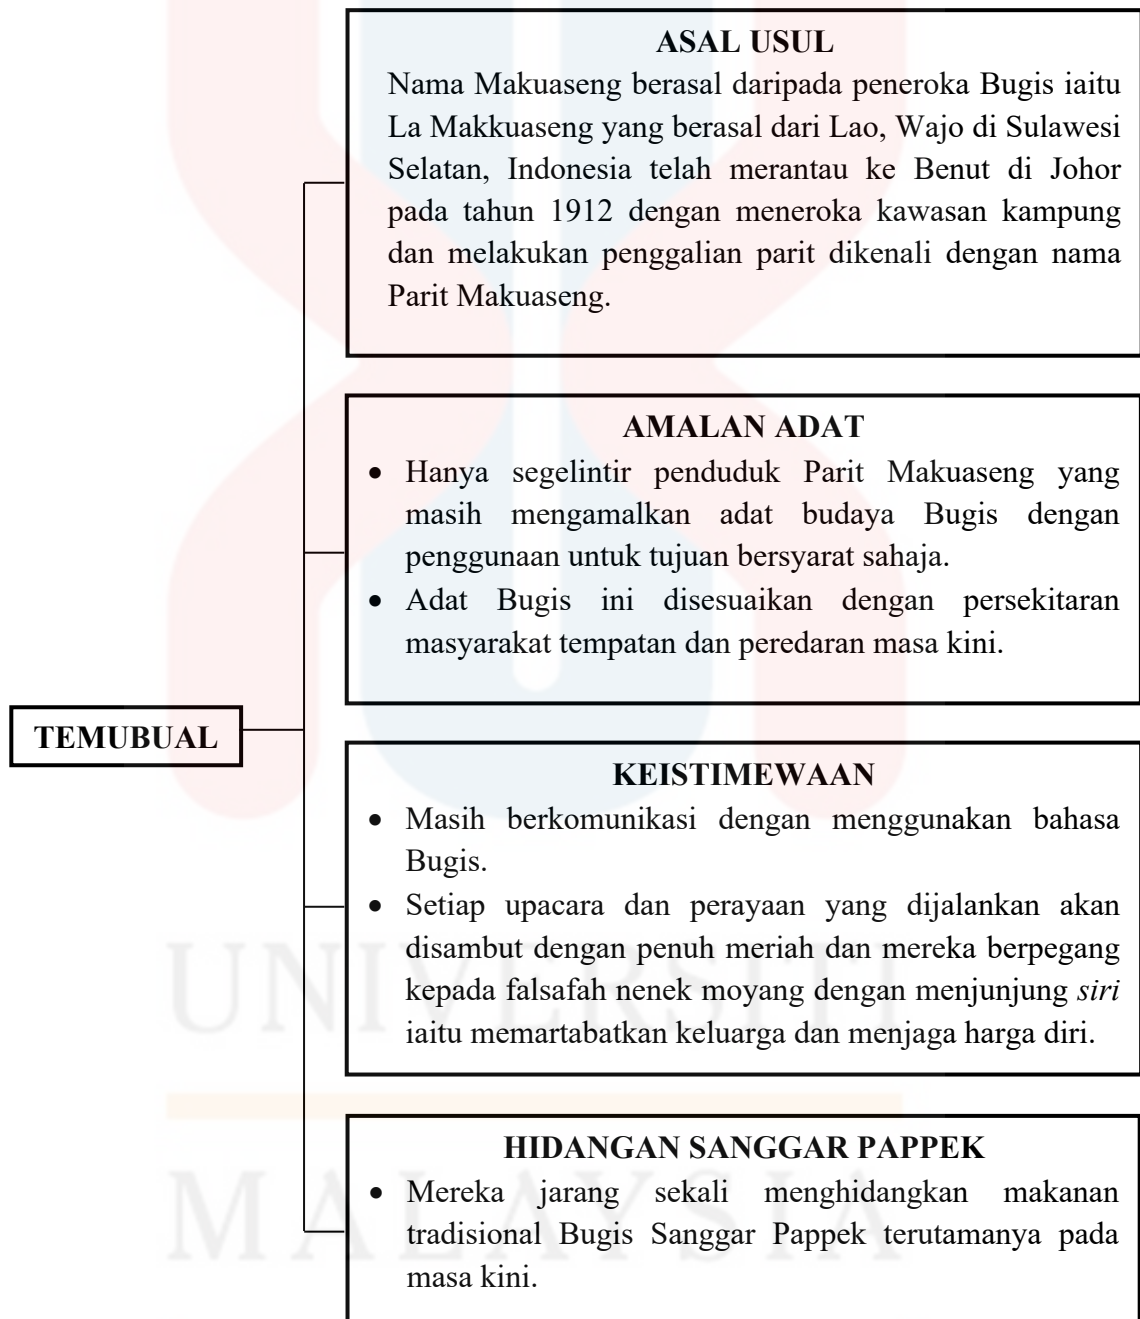 ASAL USUL
Nama Makuaseng berasal daripada peneroka Bugis iaitu
La Makkuaseng yang berasal dari Lao, Wajo di Sulawesi
Selatan, Indonesia telah merantau ke Benut di Johor
pada tahun 1912 dengan meneroka kawasan kampung
dan melakukan penggalian parit dikenali dengan nama
Parit Makuaseng.
AMALAN ADAT
• Hanya segelintir penduduk Parit Makuaseng yang
masih mengamalkan adat budaya Bugis dengan
penggunaan untuk tujuan bersyarat sahaja.
• Adat Bugis ini disesuaikan dengan persekitaran
masyarakat tempatan dan peredaran masa kini.
TEMUBUAL
KEISTIMEWAAN
• Masih berkomunikasi dengan menggunakan bahasa
Bugis.
• Setiap upacara dan perayaan yang dijalankan akan
disambut dengan penuh meriah dan mereka berpegang
kepada falsafah nenek moyang dengan menjunjung siri
iaitu memartabatkan keluarga dan menjaga harga diri.
HIDANGAN SANGGAR PAPPEK
• Mereka jarang sekali menghidangkan makanan
tradisional Bugis Sanggar Pappek terutamanya pada
masa kini.
UNIVERSITI
MALAYSIA